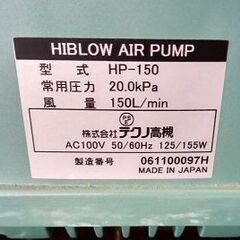 HIBLOW AIR PUMP
型式 HP-150
常用圧力 20.0kPa
風量 150L/min
PSE 株式会社 テクノ高槻
AC100V 50/60Hz 125/155W
製造番号 061100097H
MADE IN JAPAN